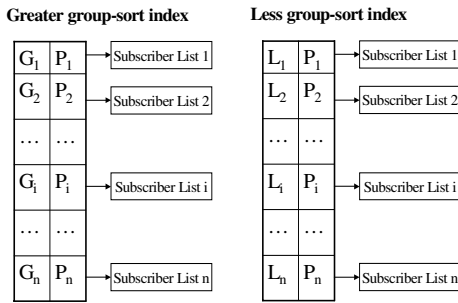 Greater group-sort index
G1 P1 Subscriber List 1
G2 P2 Subscriber List 2
... ...
Gi Pi Subscriber List i
... ...
Gn Pn Subscriber List n
Less group-sort index
L1 P1 Subscriber List 1
L2 P2 Subscriber List 2
... ...
Li Pi Subscriber List i
... ...
Ln Pn Subscriber List n